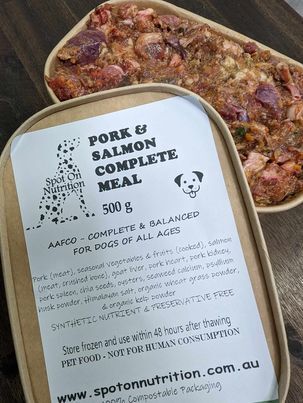 PORK &
SALMON
COMPLETE
MEAL
Spot On
Nutrition
500 g
AAFCO - COMPLETE & BALANCED
FOR DOGS OF ALL AGES
Pork (meat), seasonal vegetables & fruits (cooked), salmon
(meat, crushed bone), goat liver, pork heart, pork kidney,
pork spleen, chia seeds, oysters, seaweed calcium, psyllium
husk powder, Himalayan salt, organic wheat grass powder,
& organic kelp powder
SYNTHETIC NUTRIENT & PRESERVATIVE FREE
Store frozen and use within 48 hours after thawing
PET FOOD - NOT FOR HUMAN CONSUMPTION
www.spotonnutrition.com.au
100% Compostable Packaging